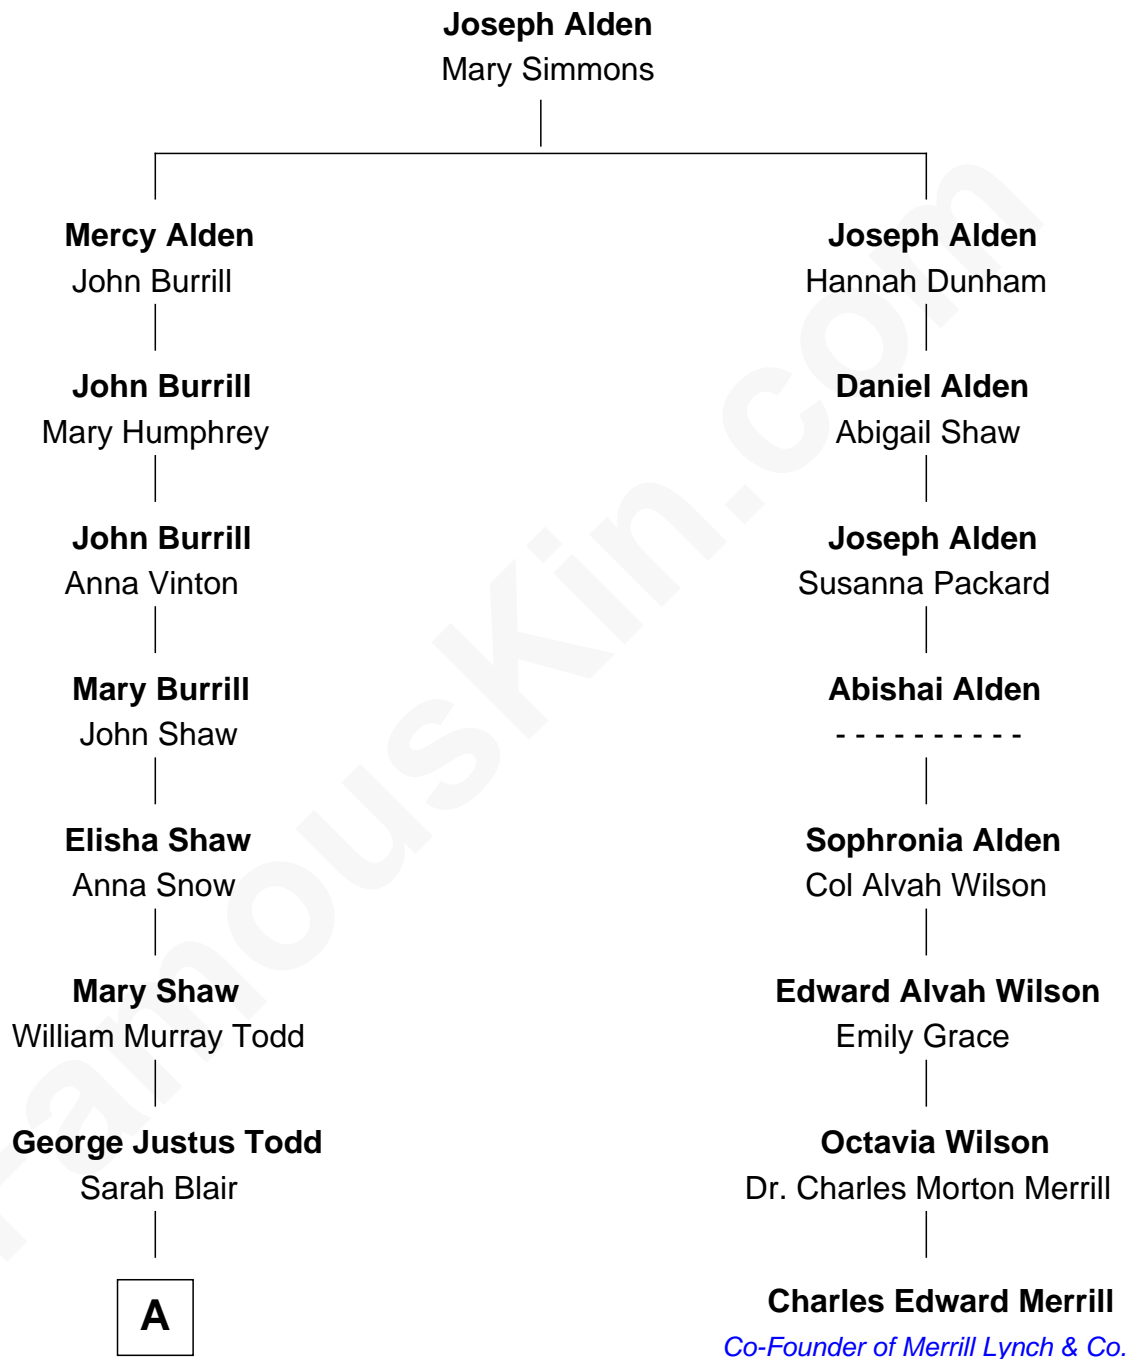 Joseph Alden
Mary Simmons
Mercy Alden
John Burrill
John Burrill
Mary Humphrey
John Burrill
Anna Vinton
Mary Burrill
John Shaw
Elisha Shaw
Anna Snow
Mary Shaw
William Murray Todd
George Justus Todd
Sarah Blair
A
Joseph Alden
Hannah Dunham
Daniel Alden
Abigail Shaw
Joseph Alden
Susanna Packard
Abishai Alden
- - - - - - - - - -
Sophronia Alden
Col Alvah Wilson
Edward Alvah Wilson
Emily Grace
Octavia Wilson
Dr. Charles Morton Merrill
Charles Edward Merrill
Co-Founder of Merrill Lynch & Co.
FamousKin.com